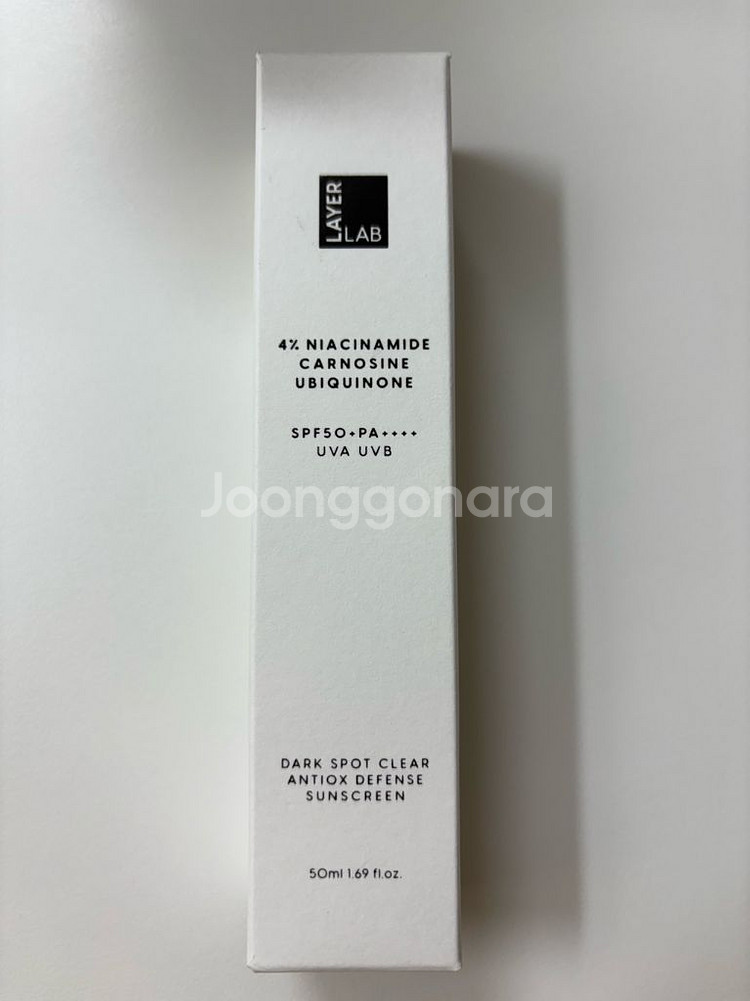 LAYER
LAB
4% NIACINAMIDE
CARNOSINE
UBIQUINONE
SPF50+PA++++
UVA UVB
Joonggonara
DARK SPOT CLEAR
ANTIOX DEFENSE
SUNSCREEN
50ml 1.69 fl.oz.